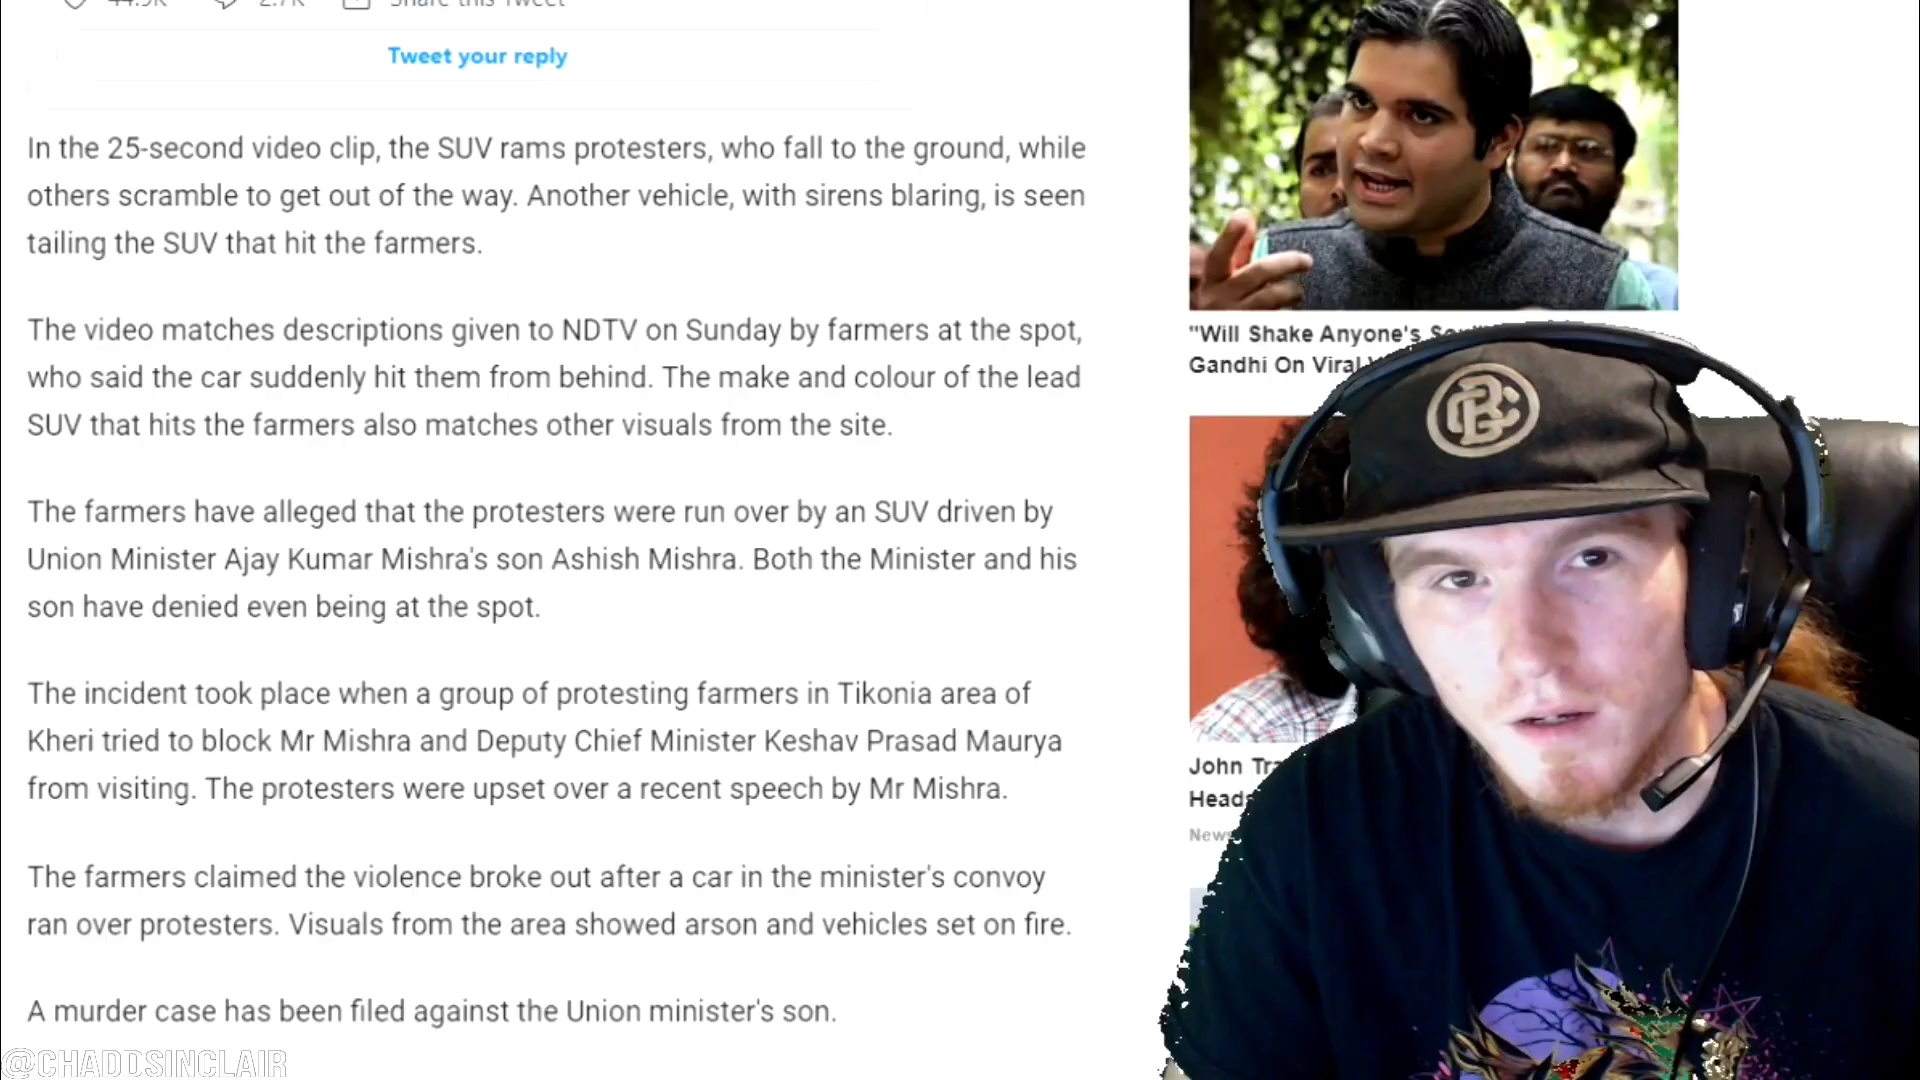 44.9K 2.7K Share this Tweet
Tweet your reply
In the 25-second video clip, the SUV rams protesters, who fall to the ground, while
others scramble to get out of the way. Another vehicle, with sirens blaring, is seen
tailing the SUV that hit the farmers.
The video matches descriptions given to NDTV on Sunday by farmers at the spot,
who said the car suddenly hit them from behind. The make and colour of the lead
SUV that hits the farmers also matches other visuals from the site.
The farmers have alleged that the protesters were run over by an SUV driven by
Union Minister Ajay Kumar Mishra's son Ashish Mishra. Both the Minister and his
son have denied even being at the spot.
The incident took place when a group of protesting farmers in Tikonia area of
Kheri tried to block Mr Mishra and Deputy Chief Minister Keshav Prasad Maurya
from visiting. The protesters were upset over a recent speech by Mr Mishra.
The farmers claimed the violence broke out after a car in the minister's convoy
ran over protesters. Visuals from the area showed arson and vehicles set on fire.
A murder case has been filed against the Union minister's son.
"Will Shake Anyone's
Gandhi On Viral
John
Heads
News
@CHADDSINCLAIR